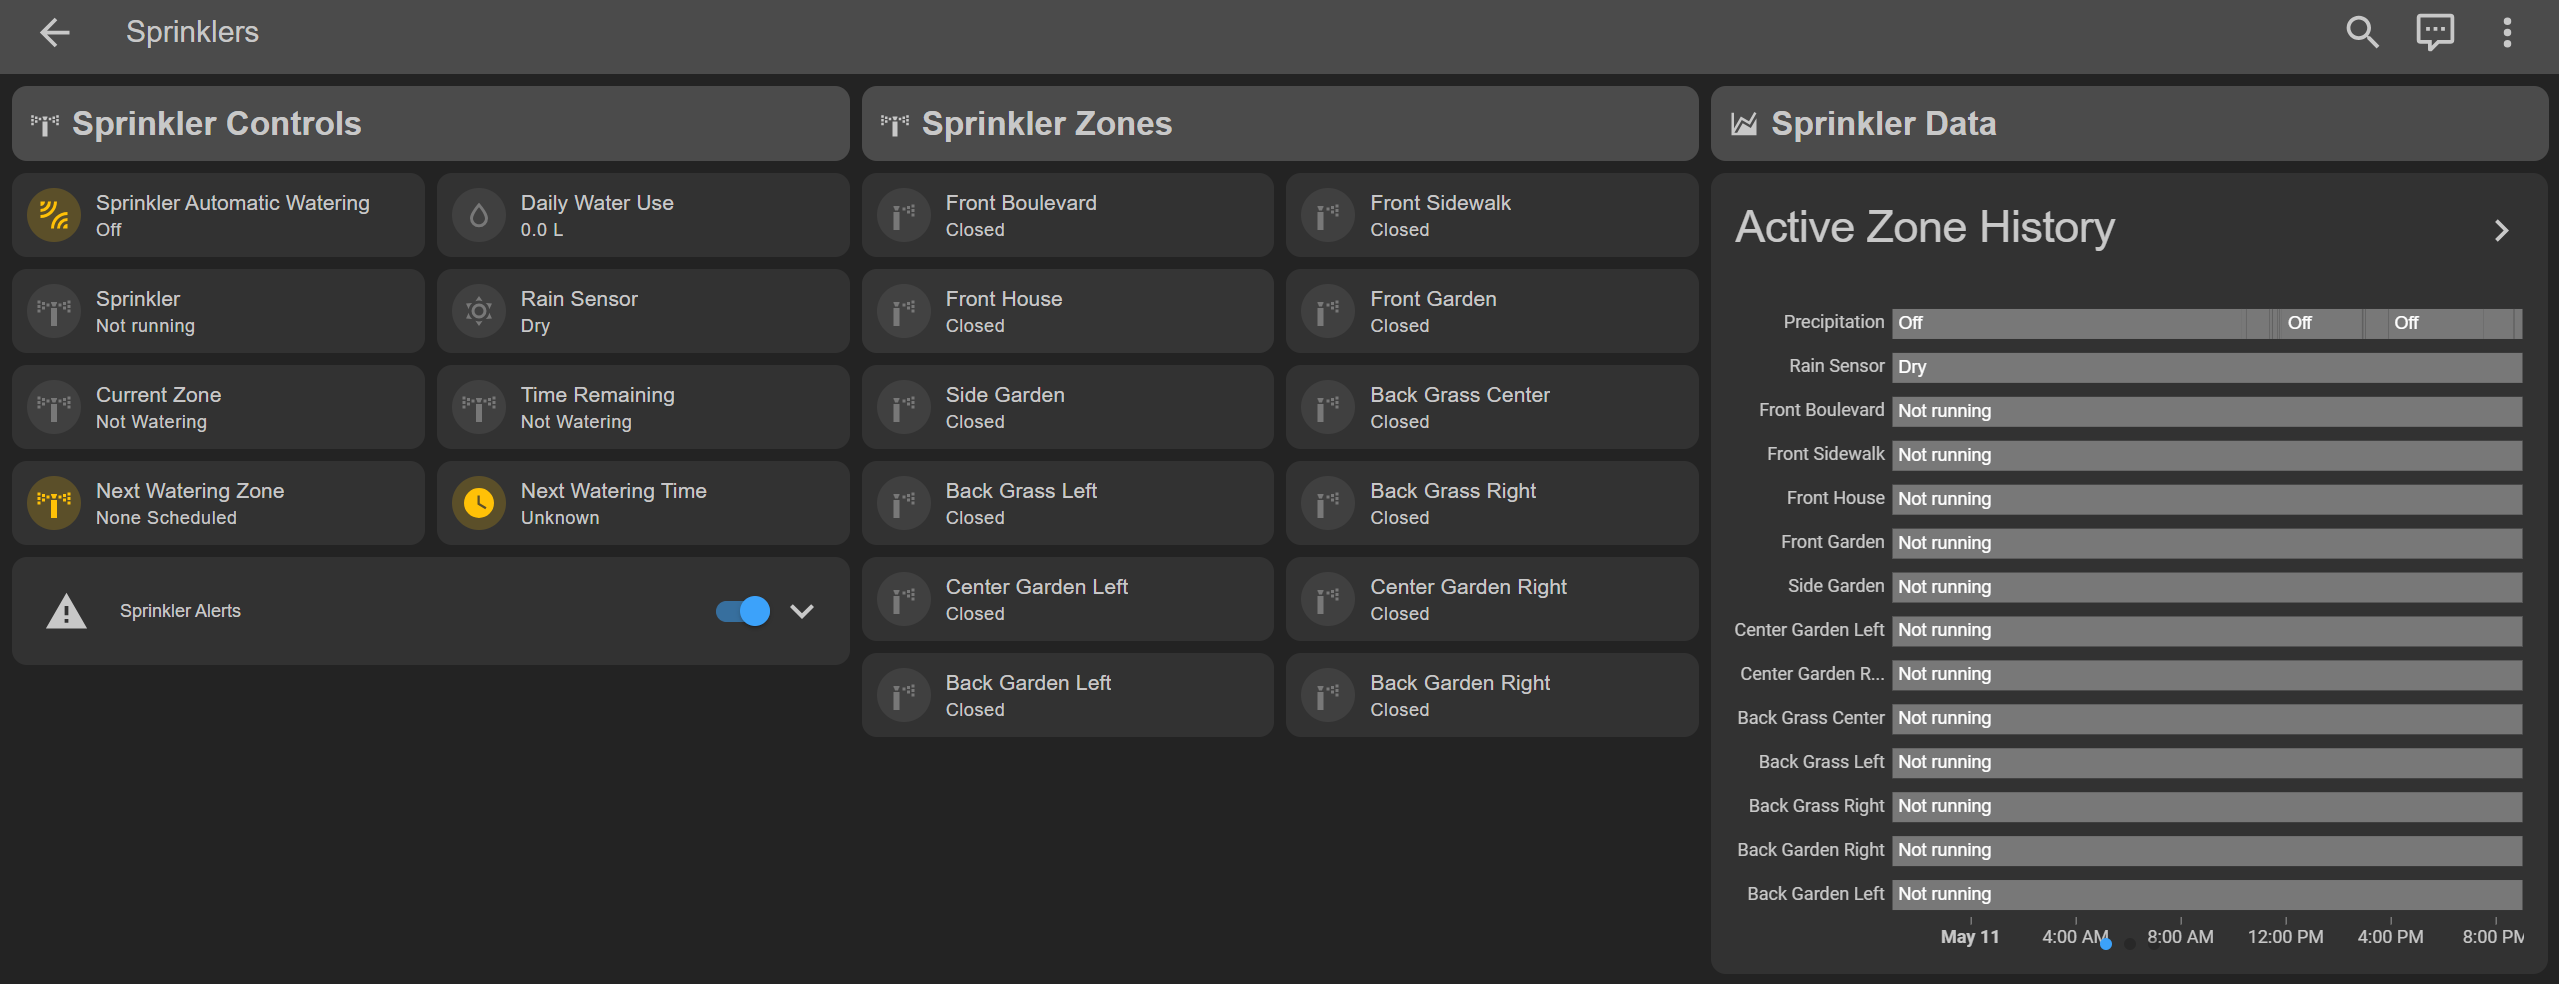 Sprinklers
Sprinkler Controls
Sprinkler Automatic Watering
Off
Daily Water Use
0.0 L
Sprinkler
Not running
Rain Sensor
Dry
Current Zone
Not Watering
Time Remaining
Not Watering
Next Watering Zone
None Scheduled
Next Watering Time
Unknown
Sprinkler Alerts
Sprinkler Zones
Front Boulevard
Closed
Front Sidewalk
Closed
Front House
Closed
Front Garden
Closed
Side Garden
Closed
Back Grass Center
Closed
Back Grass Left
Closed
Back Grass Right
Closed
Center Garden Left
Closed
Center Garden Right
Closed
Back Garden Left
Closed
Back Garden Right
Closed
Sprinkler Data
Active Zone History
Precipitation Off Off Off
Rain Sensor Dry
Front Boulevard Not running
Front Sidewalk Not running
Front House Not running
Front Garden Not running
Side Garden Not running
Center Garden Left Not running
Center Garden R... Not running
Back Grass Center Not running
Back Grass Left Not running
Back Grass Right Not running
Back Garden Right Not running
Back Garden Left Not running
May 11 4:00 AM 8:00 AM 12:00 PM 4:00 PM 8:00 PM